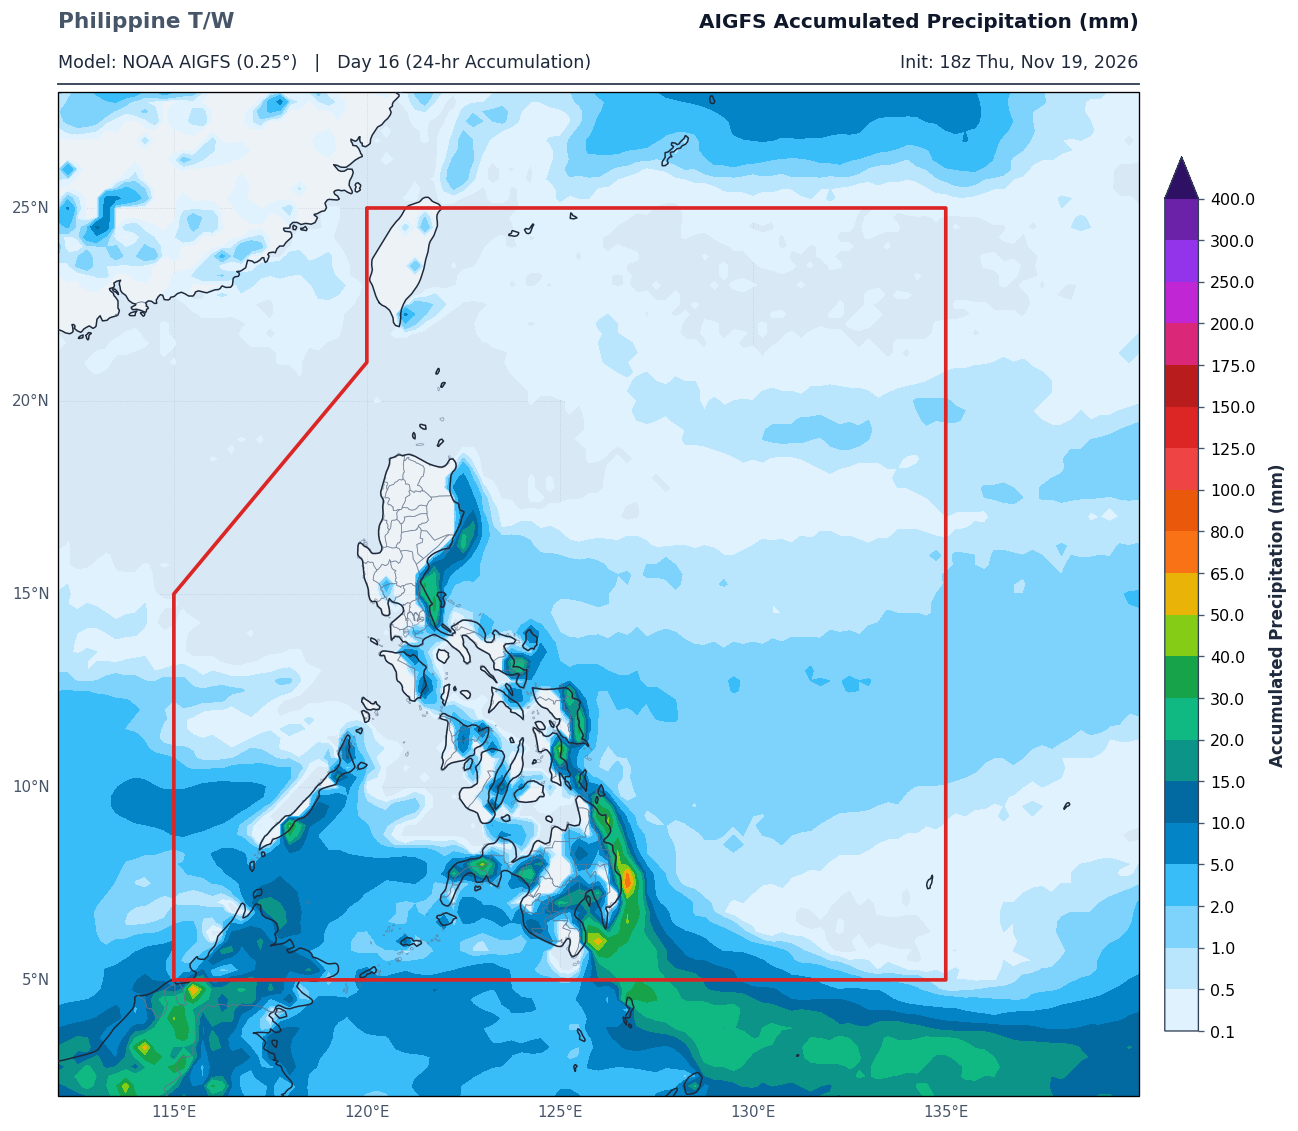 Philippine T/W
AIGFS Accumulated Precipitation (mm)
Model: NOAA AIGFS (0.25°)   |   Day 16 (24-hr Accumulation)
Init: 18z Thu, Nov 19, 2026
25°N
20°N
15°N
10°N
5°N
115°E
120°E
125°E
130°E
135°E
400.0
300.0
250.0
200.0
175.0
150.0
125.0
100.0
80.0
65.0
50.0
40.0
30.0
20.0
15.0
10.0
5.0
2.0
1.0
0.5
0.1
Accumulated Precipitation (mm)